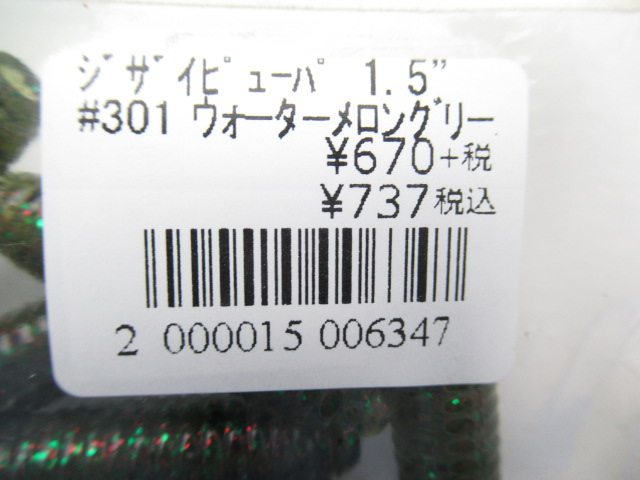 ジザイピューパ 1.5”
#301 ウォーターメロングリー
¥670+税
¥737税込
2 000015 006347